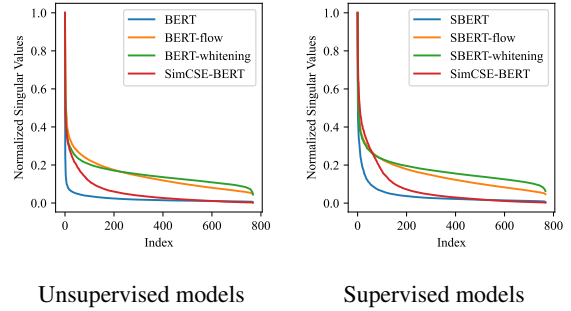 BERT
BERT-flow
BERT-whitening
SimCSE-BERT
Normalized Singular Values
1.0
0.8
0.6
0.4
0.2
0.0
0 200 400 600 800
Index
Unsupervised models
SBERT
SBERT-flow
SBERT-whitening
SimCSE-BERT
Normalized Singular Values
1.0
0.8
0.6
0.4
0.2
0.0
0 200 400 600 800
Index
Supervised models